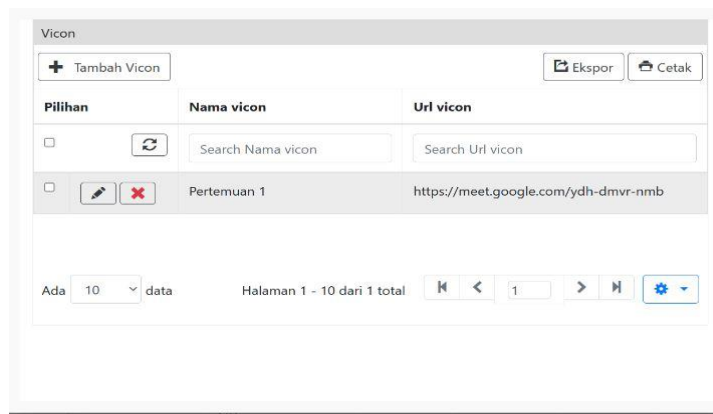 Vicon
Tambah Vicon Ekspor Cetak
Pilihan Nama vicon Url vicon
Search Nama vicon Search Url vicon
Pertemuan 1 https://meet.google.com/ydh-dmvr-nmb
Ada 10 data Halaman 1 - 10 dari 1 total 1